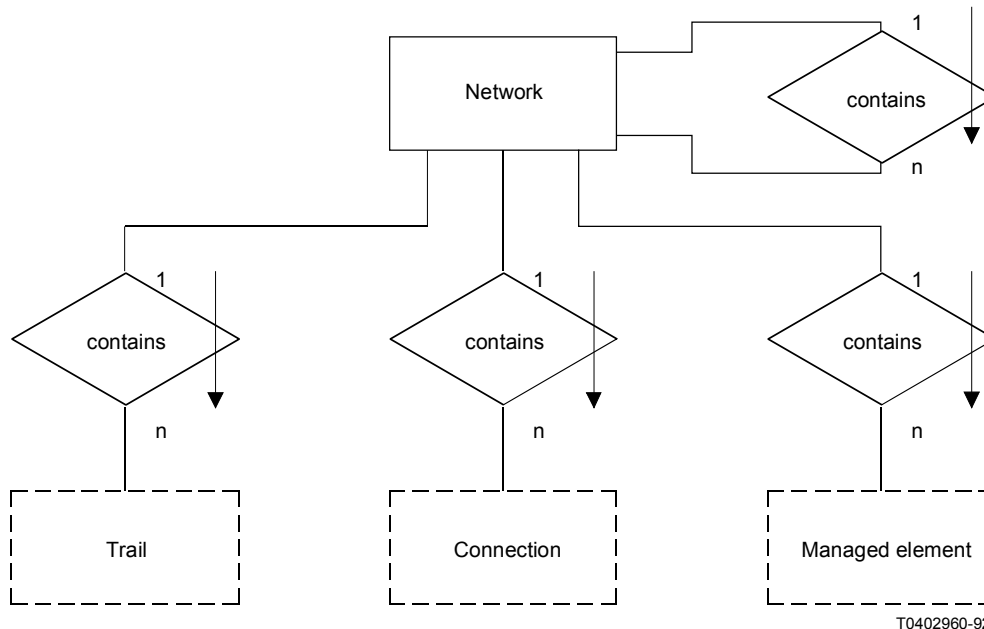 1
Network
contains
n
1
1
1
contains
contains
contains
n
n
n
Trail
Connection
Managed element
T0402960-92